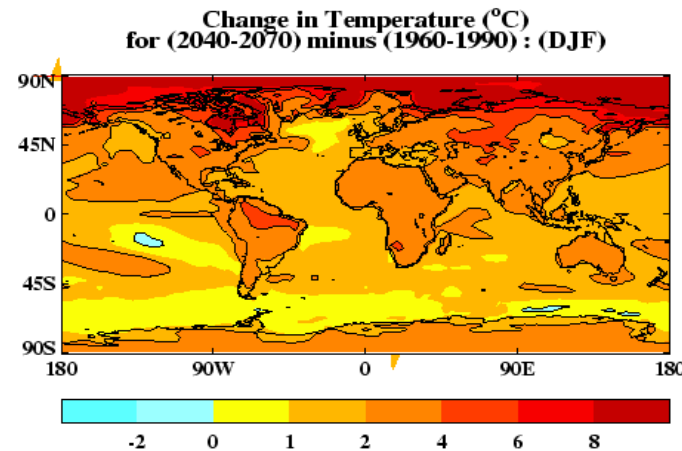 Change in Temperature (°C)
for (2040-2070) minus (1960-1990) : (DJF)
90N
45N
0
45S
90S
180 90W 0 90E 180
-2 0 1 2 4 6 8